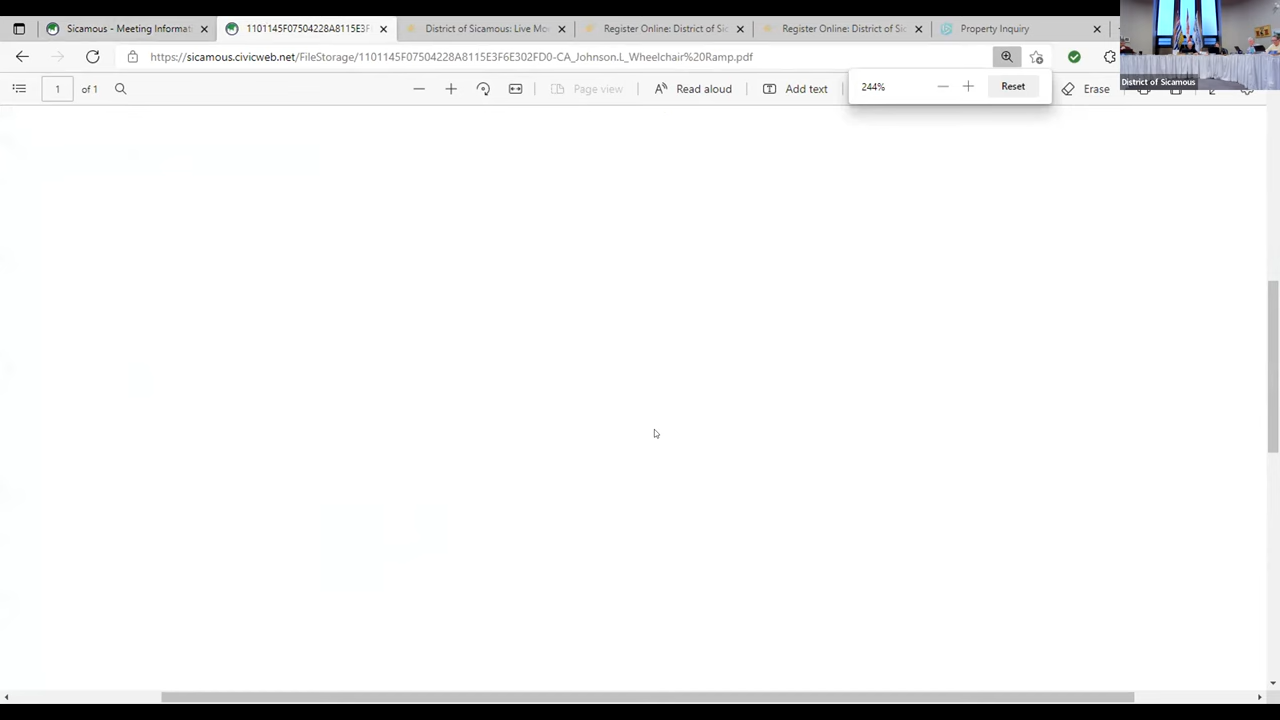 Sicamous - Meeting Informati
1101145F07504228A8115E3F
District of Sicamous: Live Mo
Register Online: District of Sic
Register Online: District of Si
Property Inquiry
https://sicamous.civicweb.net/FileStorage/1101145F07504228A8115E3F6E302FD0-CA_Johnson.L_Wheelchair%20Ramp.pdf
1 of 1
Page view
Read aloud
Add text
244%
Reset
Erase
District of Sicamous